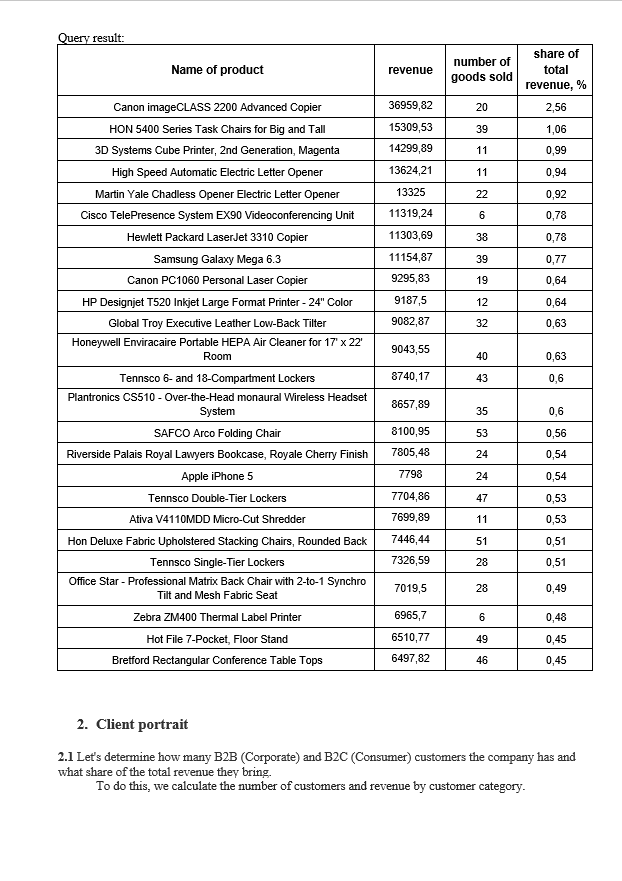 Query result:
Name of product revenue number of goods sold share of total revenue, %
Canon imageCLASS 2200 Advanced Copier 36959,82 20 2,56
HON 5400 Series Task Chairs for Big and Tall 15309,53 39 1,06
3D Systems Cube Printer, 2nd Generation, Magenta 14299,89 11 0,99
High Speed Automatic Electric Letter Opener 13624,21 11 0,94
Martin Yale Chadless Opener Electric Letter Opener 13325 22 0,92
Cisco TelePresence System EX90 Videoconferencing Unit 11319,24 6 0,78
Hewlett Packard LaserJet 3310 Copier 11303,69 38 0,78
Samsung Galaxy Mega 6.3 11154,87 39 0,77
Canon PC1060 Personal Laser Copier 9295,83 19 0,64
HP Designjet T520 Inkjet Large Format Printer - 24" Color 9187,5 12 0,64
Global Troy Executive Leather Low-Back Tilter 9082,87 32 0,63
Honeywell Enviracaire Portable HEPA Air Cleaner for 17' x 22'
Room 9043,55 40 0,63
Tennsco 6- and 18-Compartment Lockers 8740,17 43 0,6
Plantronics CS510 - Over-the-Head monaural Wireless Headset
System 8657,89 35 0,6
SAFCO Arco Folding Chair 8100,95 53 0,56
Riverside Palais Royal Lawyers Bookcase, Royale Cherry Finish 7805,48 24 0,54
Apple iPhone 5 7798 24 0,54
Tennsco Double-Tier Lockers 7704,86 47 0,53
Ativa V4110MDD Micro-Cut Shredder 7699,89 11 0,53
Hon Deluxe Fabric Upholstered Stacking Chairs, Rounded Back 7446,44 51 0,51
Tennsco Single-Tier Lockers 7326,59 28 0,51
Office Star - Professional Matrix Back Chair with 2-to-1 Synchro
Tilt and Mesh Fabric Seat 7019,5 28 0,49
Zebra ZM400 Thermal Label Printer 6965,7 6 0,48
Hot File 7-Pocket, Floor Stand 6510,77 49 0,45
Bretford Rectangular Conference Table Tops 6497,82 46 0,45
2. Client portrait
2.1 Let's determine how many B2B (Corporate) and B2C (Consumer) customers the company has and
what share of the total revenue they bring.
To do this, we calculate the number of customers and revenue by customer category.